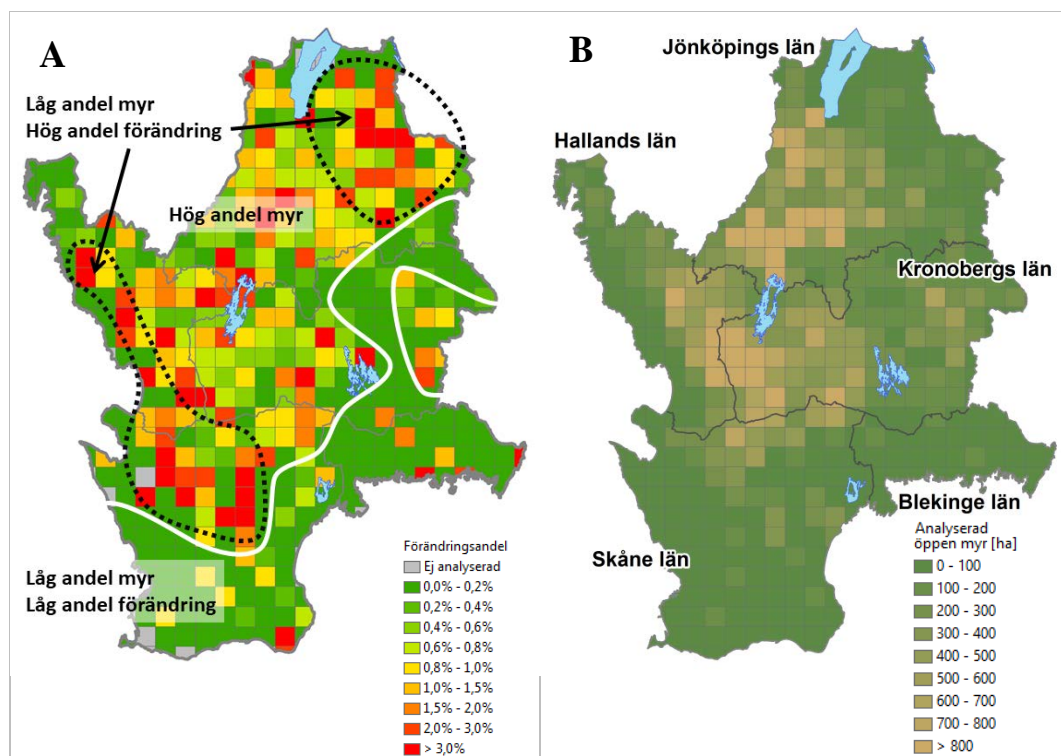 A
Låg andel myr
Hög andel förändring
Hög andel myr
Låg andel myr
Låg andel förändring
Förändringsandel
Ej analyserad
0,0% - 0,2%
0,2% - 0,4%
0,4% - 0,6%
0,6% - 0,8%
0,8% - 1,0%
1,0% - 1,5%
1,5% - 2,0%
2,0% - 3,0%
> 3,0%
B
Jönköpings län
Hallands län
Kronobergs län
Blekinge län
Skåne län
Analyserad
öppen myr [ha]
0 - 100
100 - 200
200 - 300
300 - 400
400 - 500
500 - 600
600 - 700
700 - 800
> 800